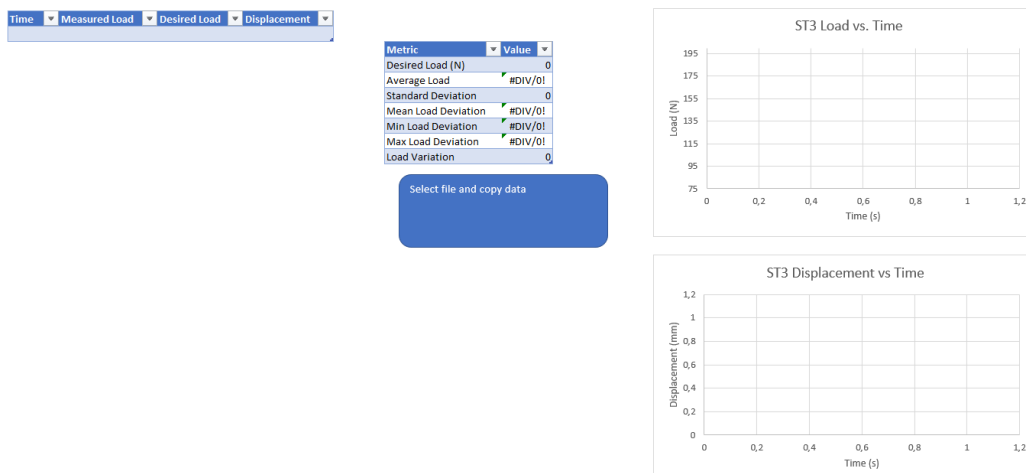 Time Measured Load Desired Load Displacement
Metric Value
Desired Load (N) 0
Average Load #DIV/0!
Standard Deviation 0
Mean Load Deviation #DIV/0!
Min Load Deviation #DIV/0!
Max Load Deviation #DIV/0!
Load Variation 0
Select file and copy data
ST3 Load vs. Time
Load (N)
195
175
155
135
115
95
75
0 0,2 0,4 0,6 0,8 1 1,2
Time (s)
ST3 Displacement vs Time
Displacement (mm)
1,2
1
0,8
0,6
0,4
0,2
0
0 0,2 0,4 0,6 0,8 1 1,2
Time (s)